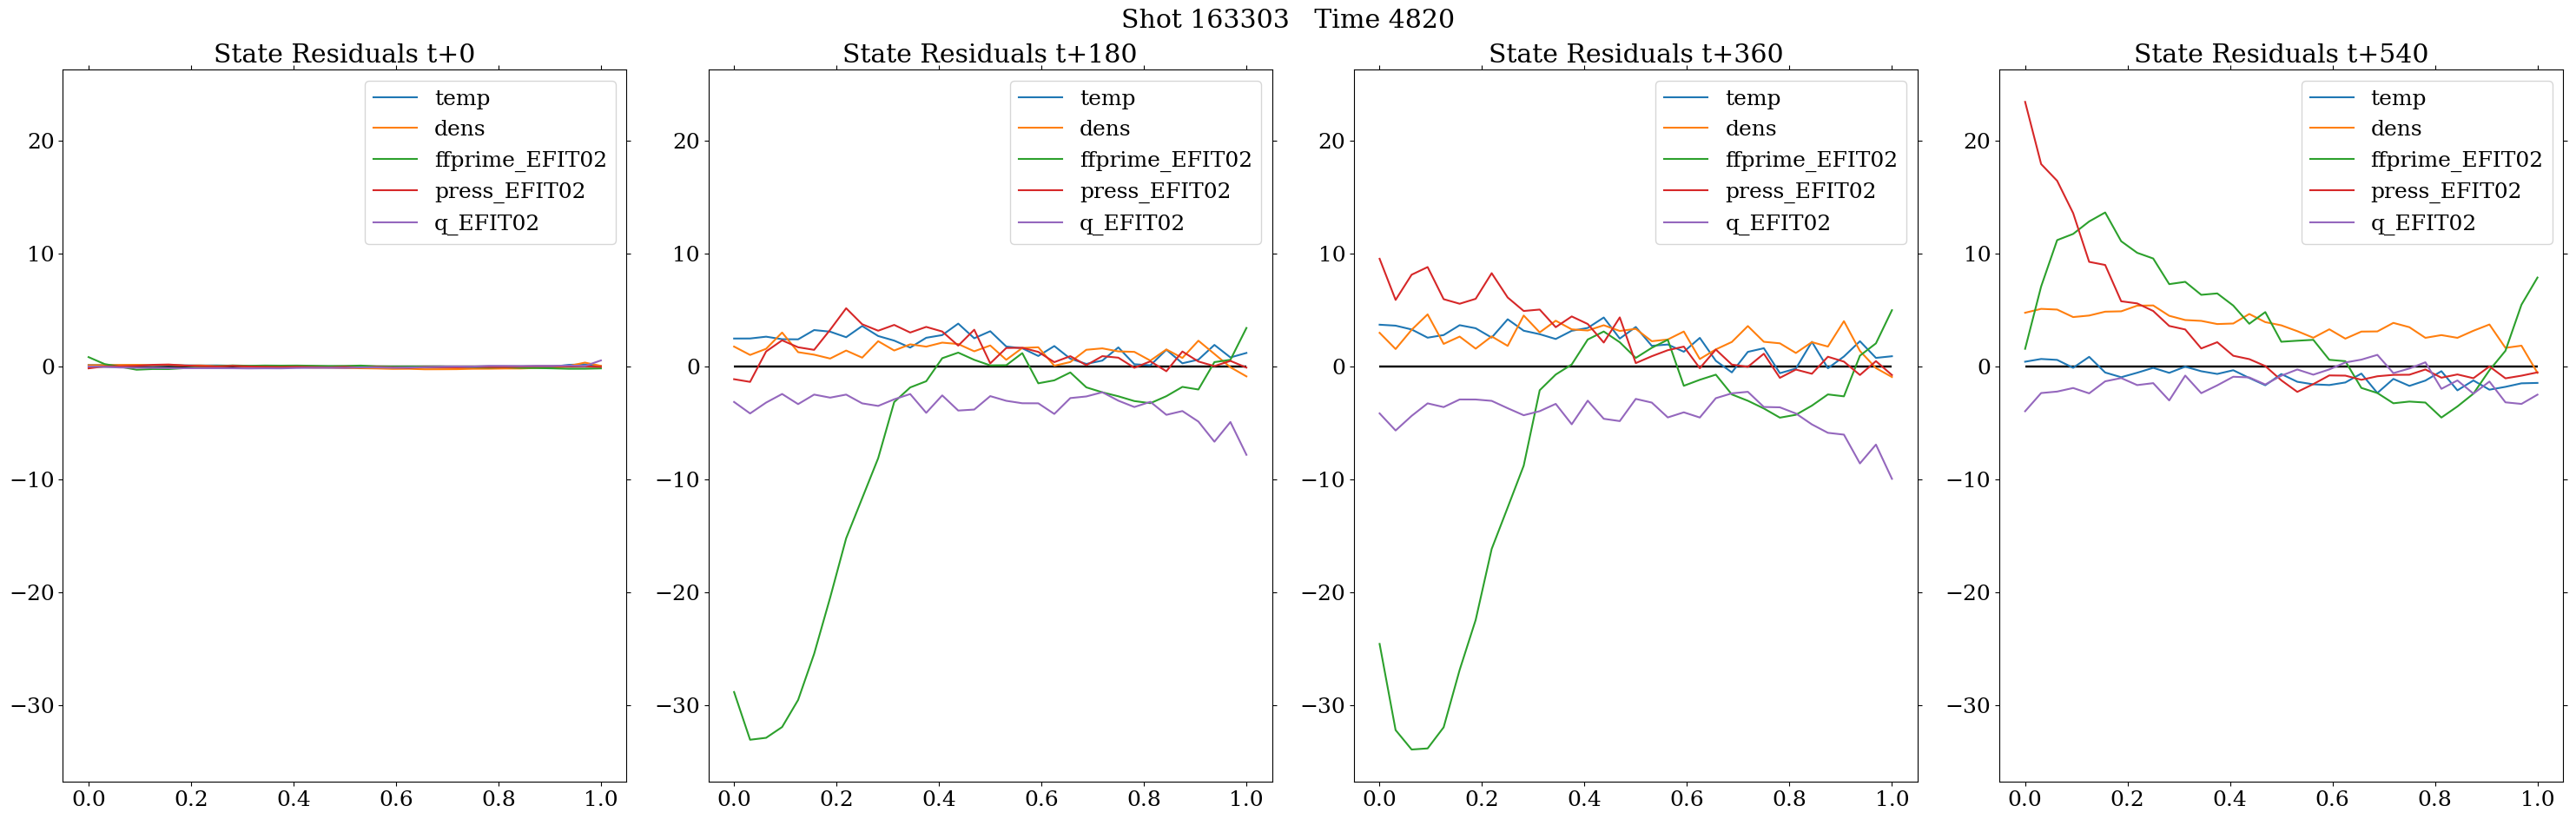 Shot 163303   Time 4820
State Residuals t+0
20
10
0
−10
−20
−30
0.0 0.2 0.4 0.6 0.8 1.0
temp
dens
ffprime_EFIT02
press_EFIT02
q_EFIT02
State Residuals t+180
20
10
0
−10
−20
−30
0.0 0.2 0.4 0.6 0.8 1.0
temp
dens
ffprime_EFIT02
press_EFIT02
q_EFIT02
State Residuals t+360
20
10
0
−10
−20
−30
0.0 0.2 0.4 0.6 0.8 1.0
temp
dens
ffprime_EFIT02
press_EFIT02
q_EFIT02
State Residuals t+540
20
10
0
−10
−20
−30
0.0 0.2 0.4 0.6 0.8 1.0
temp
dens
ffprime_EFIT02
press_EFIT02
q_EFIT02